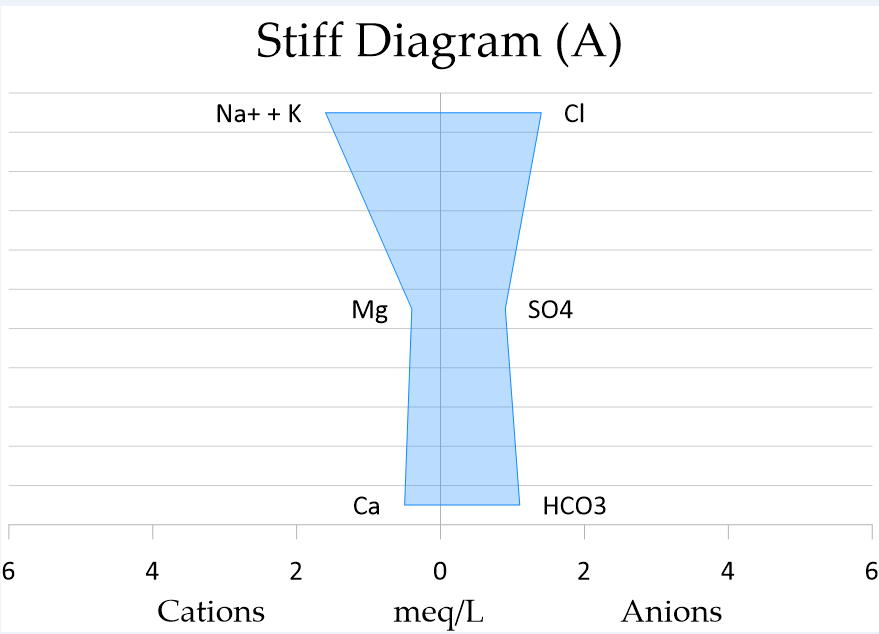 Stiff Diagram (A)
Na+ + K Cl
Mg SO4
Ca HCO3
6 4 2 0 2 4 6
Cations meq/L Anions